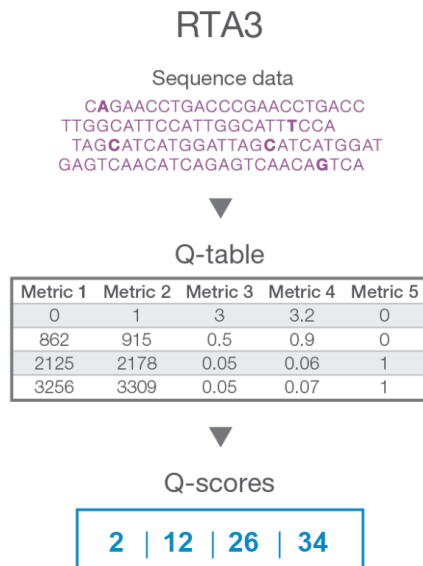 RTA3
Sequence data
CAGAACCTGACCCGAACCTGACC
TTGGCATTCCATTGGCATTTCCA
TAGCATCATGGATTAGCATCATGGAT
GAGTCAACATCAGAGTCAACAGTCA
Q-table
Metric 1 Metric 2 Metric 3 Metric 4 Metric 5
0 1 3 3.2 0
862 915 0.5 0.9 0
2125 2178 0.05 0.06 1
3256 3309 0.05 0.07 1
Q-scores
2 | 12 | 26 | 34